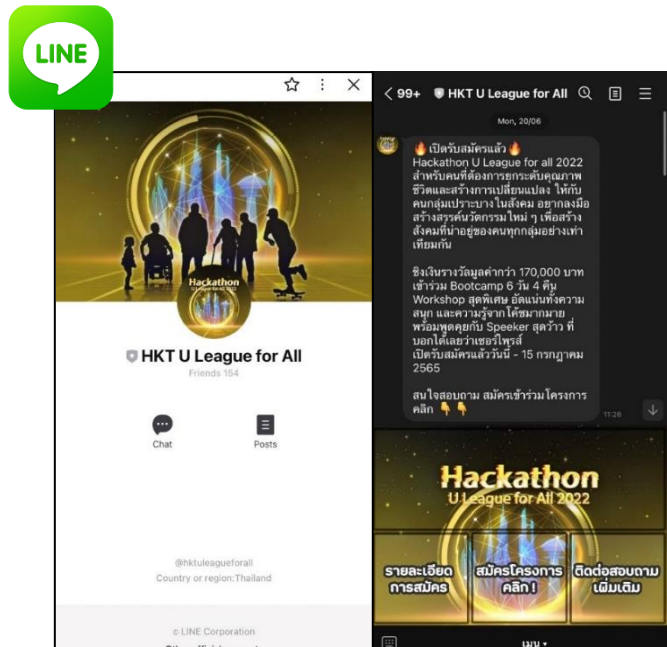 LINE
Hackathon
U League for All 2022
HKT U League for All
Friends 154
Chat
Posts
@hktuleagueforall
Country or region:Thailand
© LINE Corporation
99+
HKT U League for All
Mon, 20/06
🔥เปิดรับสมัครแล้ว🔥
Hackathon U League for all 2022
สำหรับคนที่ต้องการยกระดับคุณภาพ
ชีวิตและสร้างการเปลี่ยนแปลง ให้กับ
คนกลุ่มเปราะบางในสังคม อยากลงมือ
สร้างสรรค์นวัตกรรมใหม่ ๆ เพื่อสร้าง
สังคมที่น่าอยู่ของคนทุกกลุ่มอย่างเท่า
เทียมกัน
ชิงเงินรางวัลมูลค่ากว่า 170,000 บาท
เข้าร่วม Bootcamp 6 วัน 4 คืน
Workshop สุดพิเศษ อัดแน่นทั้งความ
สนุก และความรู้จากโค้ชมากมาย
พร้อมพูดคุยกับ Speeker สุดว้าว ที่
บอกได้เลยว่าเซอร์ไพรส์
เปิดรับสมัครแล้ววันนี้ - 15 กรกฎาคม
2565
สนใจสอบถาม สมัครเข้าร่วมโครงการ
คลิก 👇👇
11:26
Hackathon
U League for All 2022
รายละเอียด
การสมัคร
สมัครโครงการ
คลิก !
ติดต่อสอบถาม
เพิ่มเติม
เมนู